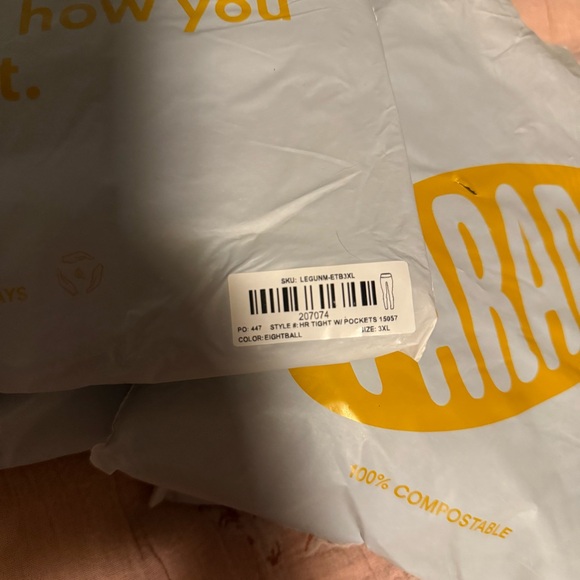 how you
t.
AYS
SKU: LEGUNM-ETB3XL
207074
PO: 447 STYLE #: HR TIGHT W/ POCKETS 15057
COLOR: EIGHTBALL SIZE: 3XL
PARAD
100% COMPOSTABLE